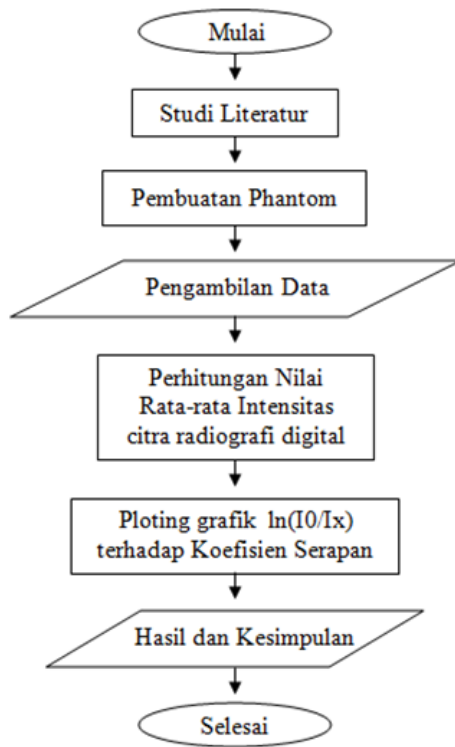 Mulai
Studi Literatur
Pembuatan Phantom
Pengambilan Data
Perhitungan Nilai
Rata-rata Intensitas
citra radiografi digital
Ploting grafik ln(I0/Ix)
terhadap Koefisien Serapan
Hasil dan Kesimpulan
Selesai